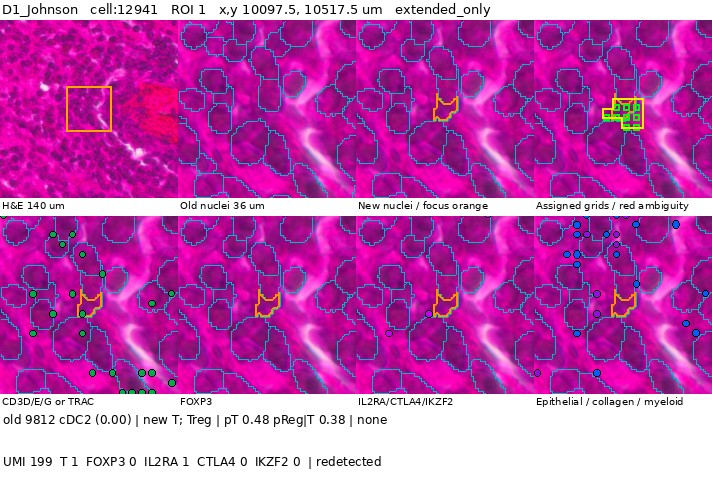 D1_Johnson   cell:12941   ROI 1   x,y 10097.5, 10517.5 um   extended_only
H&E 140 um
Old nuclei 36 um
New nuclei / focus orange
Assigned grids / red ambiguity
CD3D/E/G or TRAC
FOXP3
IL2RA/CTLA4/IKZF2
Epithelial / collagen / myeloid
old 9812 cDC2 (0.00) | new T; Treg | pT 0.48 pReg|T 0.38 | none
UMI 199  T 1  FOXP3 0  IL2RA 1  CTLA4 0  IKZF2 0  | redetected